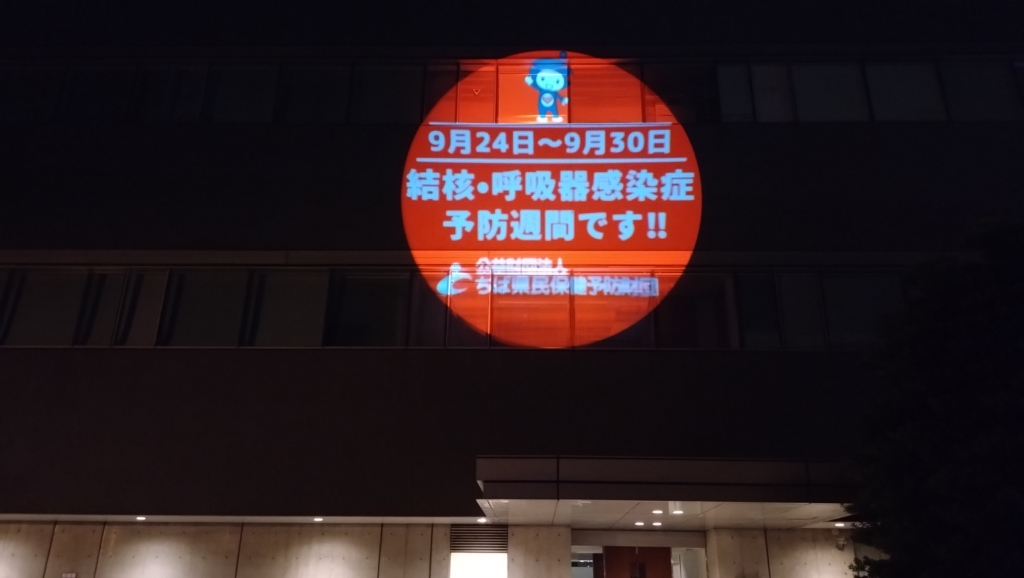 9月24日～9月30日
結核・呼吸器感染症
予防週間です!!
公益財団法人
ちば県民保健予防財団